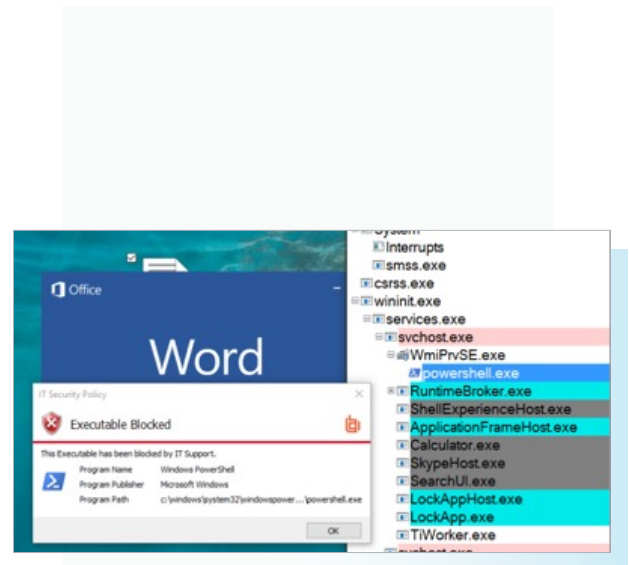 Office
Word
IT Security Policy
Executable Blocked
This Executable has been blocked by IT Support.
Program Name Windows PowerShell
Program Publisher Microsoft Windows
Program Path c:\windows\system32\windowspower...\powershell.exe
OK
System
Interrupts
smss.exe
csrss.exe
wininit.exe
services.exe
svchost.exe
WmiPrvSE.exe
powershell.exe
RuntimeBroker.exe
ShellExperienceHost.exe
ApplicationFrameHost.exe
Calculator.exe
SkypeHost.exe
SearchUI.exe
LockAppHost.exe
LockApp.exe
TiWorker.exe
svchost.exe